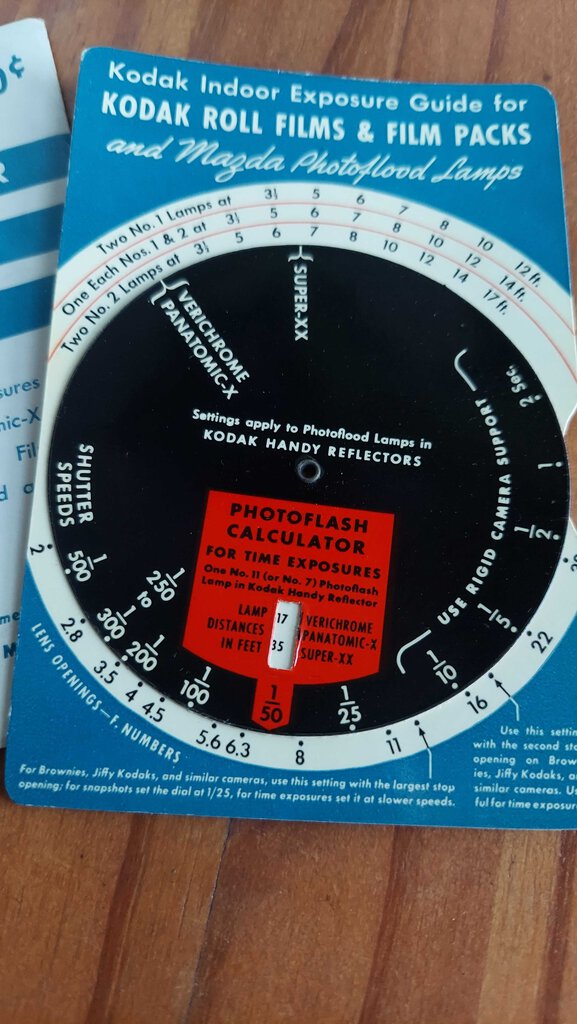 0¢
R
sures
mic-X
Fil
d
Kodak Indoor Exposure Guide for
KODAK ROLL FILMS & FILM PACKS
and Mazda Photoflood Lamps
Two No. 1 Lamps at 3½ 5 6 7 8 10 12 ft.
One Each Nos. 1 & 2 at 3½ 5 6 7 8 10 12 14 ft.
Two No. 2 Lamps at 3½ 5 6 7 8 10 12 14 17 ft.
SUPER-XX
VERICHROME
PANATOMIC-X
Settings apply to Photoflood Lamps in
KODAK HANDY REFLECTORS
USE RIGID CAMERA SUPPORT
SHUTTER
SPEEDS
1/500 1/250 to 1/300 1/200 1/100 1/50 1/25 1/10 1/5 1/2 1 2 Sec.
PHOTOFLASH
CALCULATOR
FOR TIME EXPOSURES
One No. 11 (or No. 7) Photoflash
Lamp in Kodak Handy Reflector
LAMP 17 VERICHROME
DISTANCES PANATOMIC-X
IN FEET 35 SUPER-XX
2 2.8 3.5 4 4.5 5.6 6.3 8 11 16 22
LENS OPENINGS—F. NUMBERS
For Brownies, Jiffy Kodaks, and similar cameras, use this setting with the largest stop
opening; for snapshots set the dial at 1/25, for time exposures set it at slower speeds.
Use this settin
with the second sto
opening on Brow
ies, Jiffy Kodaks, a
similar cameras. Us
ful for time exposur